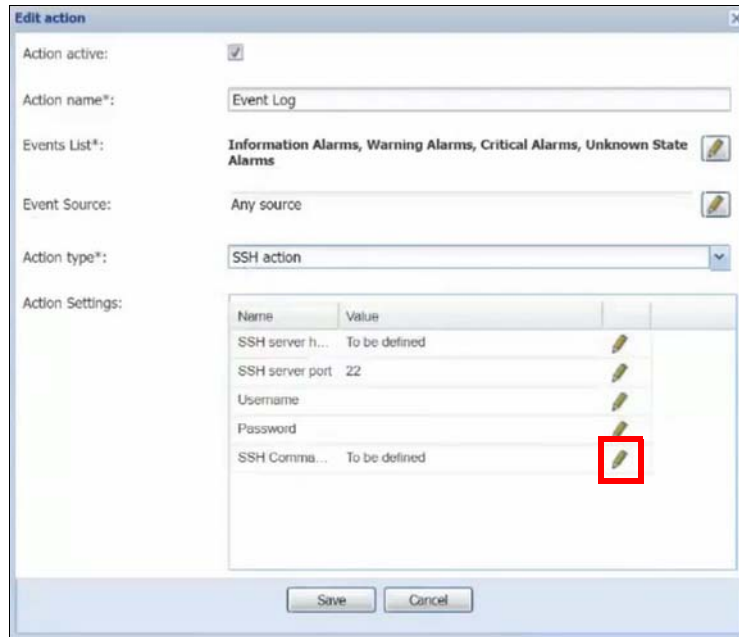 Edit action
Action active:
Action name*:
Event Log
Events List*:
Information Alarms, Warning Alarms, Critical Alarms, Unknown State
Alarms
Event Source:
Any source
Action type*:
SSH action
Action Settings:
Name Value
SSH server h... To be defined
SSH server port 22
Username
Password
SSH Comma... To be defined
Save Cancel